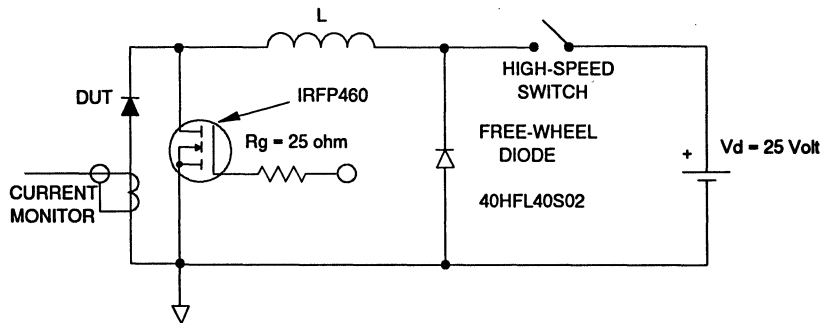 L
HIGH-SPEED
SWITCH
DUT
IRFP460
Rg = 25 ohm
FREE-WHEEL
DIODE
+
Vd = 25 Volt
CURRENT
MONITOR
40HFL40S02